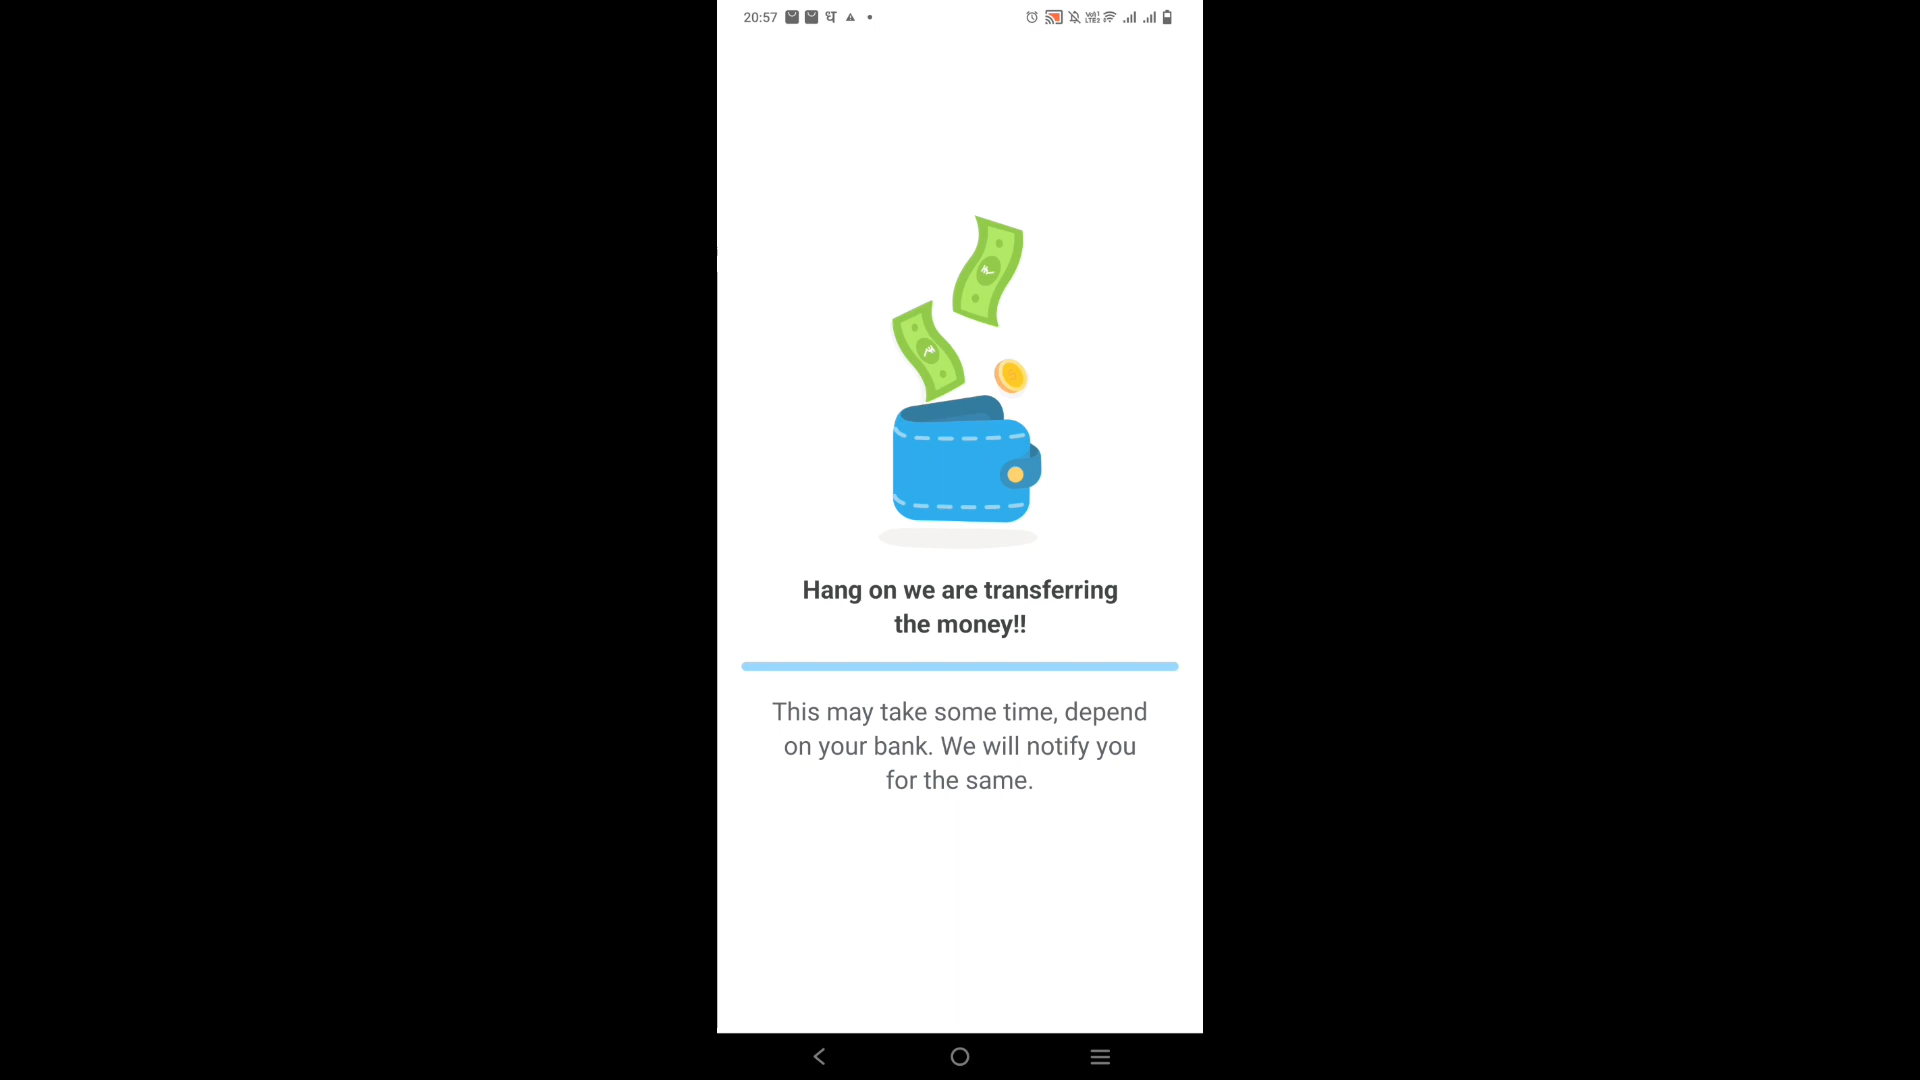 20:57 ध
Hang on we are transferring
the money!!
This may take some time, depend
on your bank. We will notify you
for the same.